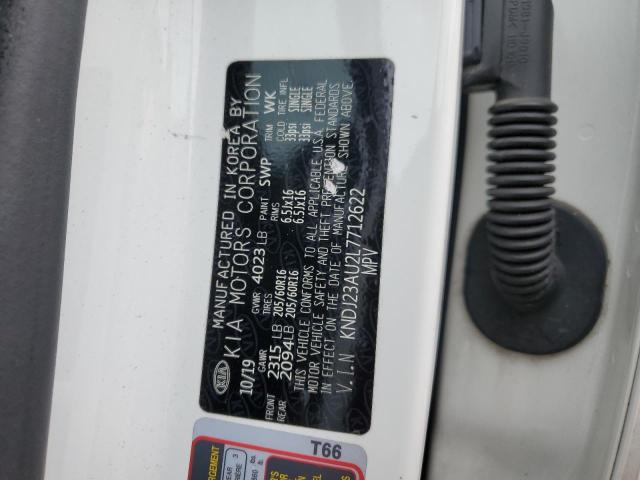 MANUFACTURED IN KOREA BY
KIA MOTORS CORPORATION
KIA
10/19 GVWR 4023LB PAINT SWP TRIM WK
GAWR TIRES RIMS COLD TIRE INFL
FRONT 2315LB 205/60R16 6.5Jx16 33psi SINGLE
REAR 2094LB 205/60R16 6.5Jx16 33psi SINGLE
THIS VEHICLE CONFORMS TO ALL APPLICABLE U.S.A. FEDERAL
MOTOR VEHICLE SAFETY AND THEFT PREVENTION STANDARDS
IN EFFECT ON THE DATE OF MANUFACTURE SHOWN ABOVE.
V.I.N KNDJ23AU2L7712622
MPV
T66